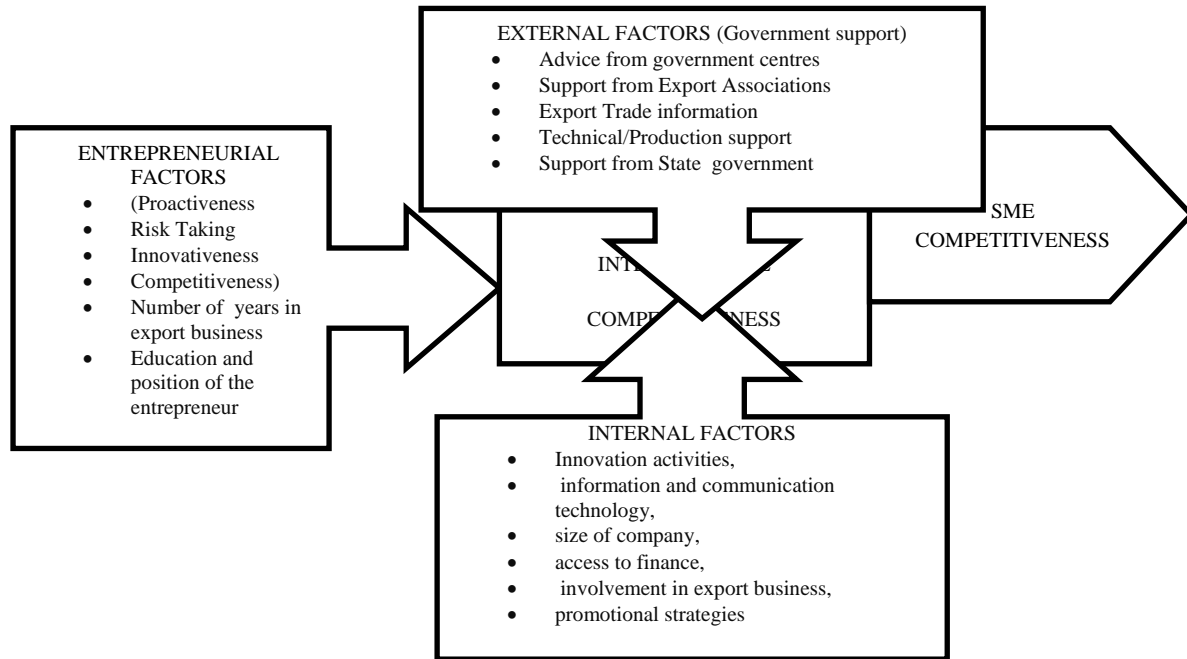 EXTERNAL FACTORS (Government support)
• Advice from government centres
• Support from Export Associations
• Export Trade information
• Technical/Production support
• Support from State government
ENTREPRENEURIAL
FACTORS
• (Proactiveness
• Risk Taking
• Innovativeness
• Competitiveness)
• Number of years in
export business
• Education and
position of the
entrepreneur
SME
COMPETITIVENESS
INTERNAL FACTORS
• Innovation activities,
• information and communication
technology,
• size of company,
• access to finance,
• involvement in export business,
• promotional strategies